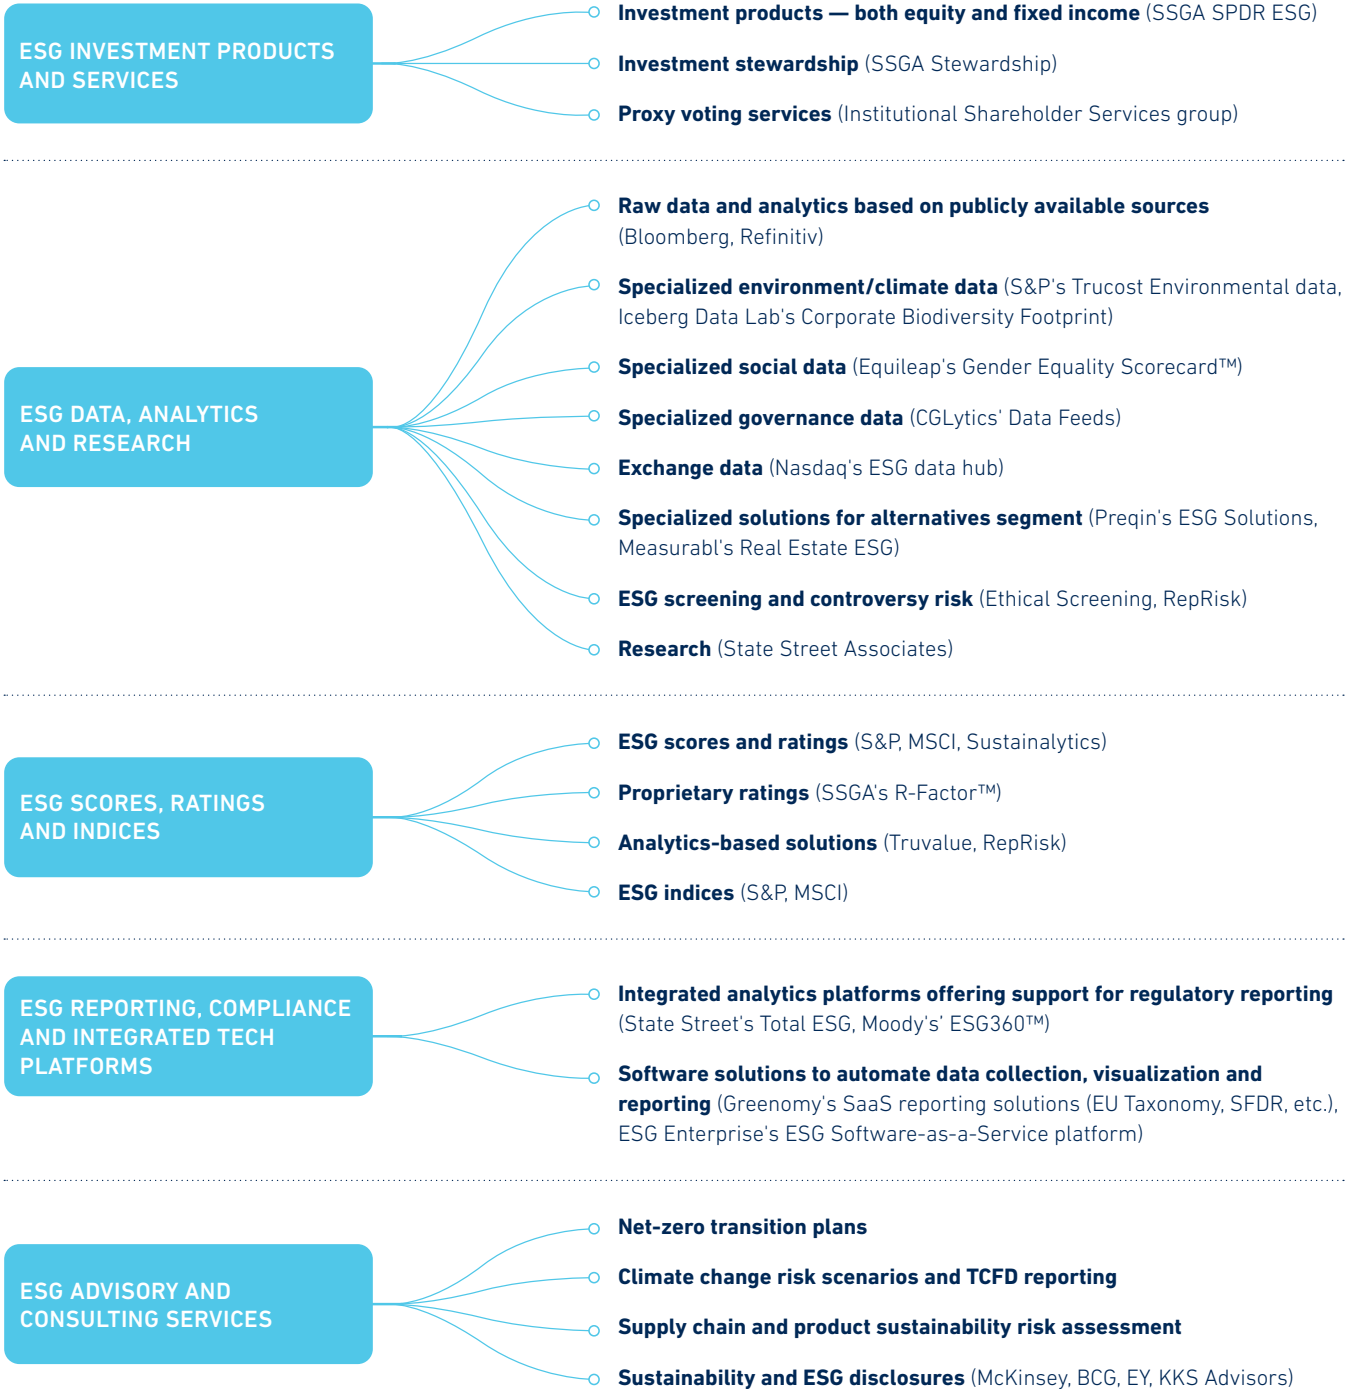 ESG INVESTMENT PRODUCTS
AND SERVICES
Investment products — both equity and fixed income (SSGA SPDR ESG)
Investment stewardship (SSGA Stewardship)
Proxy voting services (Institutional Shareholder Services group)
ESG DATA, ANALYTICS
AND RESEARCH
Raw data and analytics based on publicly available sources
(Bloomberg, Refinitiv)
Specialized environment/climate data (S&P's Trucost Environmental data,
Iceberg Data Lab's Corporate Biodiversity Footprint)
Specialized social data (Equileap's Gender Equality Scorecard™)
Specialized governance data (CGLytics' Data Feeds)
Exchange data (Nasdaq's ESG data hub)
Specialized solutions for alternatives segment (Preqin's ESG Solutions,
Measurabl's Real Estate ESG)
ESG screening and controversy risk (Ethical Screening, RepRisk)
Research (State Street Associates)
ESG SCORES, RATINGS
AND INDICES
ESG scores and ratings (S&P, MSCI, Sustainalytics)
Proprietary ratings (SSGA's R-Factor™)
Analytics-based solutions (Truvalue, RepRisk)
ESG indices (S&P, MSCI)
ESG REPORTING, COMPLIANCE
AND INTEGRATED TECH
PLATFORMS
Integrated analytics platforms offering support for regulatory reporting
(State Street's Total ESG, Moody's’ ESG360™)
Software solutions to automate data collection, visualization and
reporting (Greenomy's SaaS reporting solutions (EU Taxonomy, SFDR, etc.),
ESG Enterprise's ESG Software-as-a-Service platform)
ESG ADVISORY AND
CONSULTING SERVICES
Net-zero transition plans
Climate change risk scenarios and TCFD reporting
Supply chain and product sustainability risk assessment
Sustainability and ESG disclosures (McKinsey, BCG, EY, KKS Advisors)